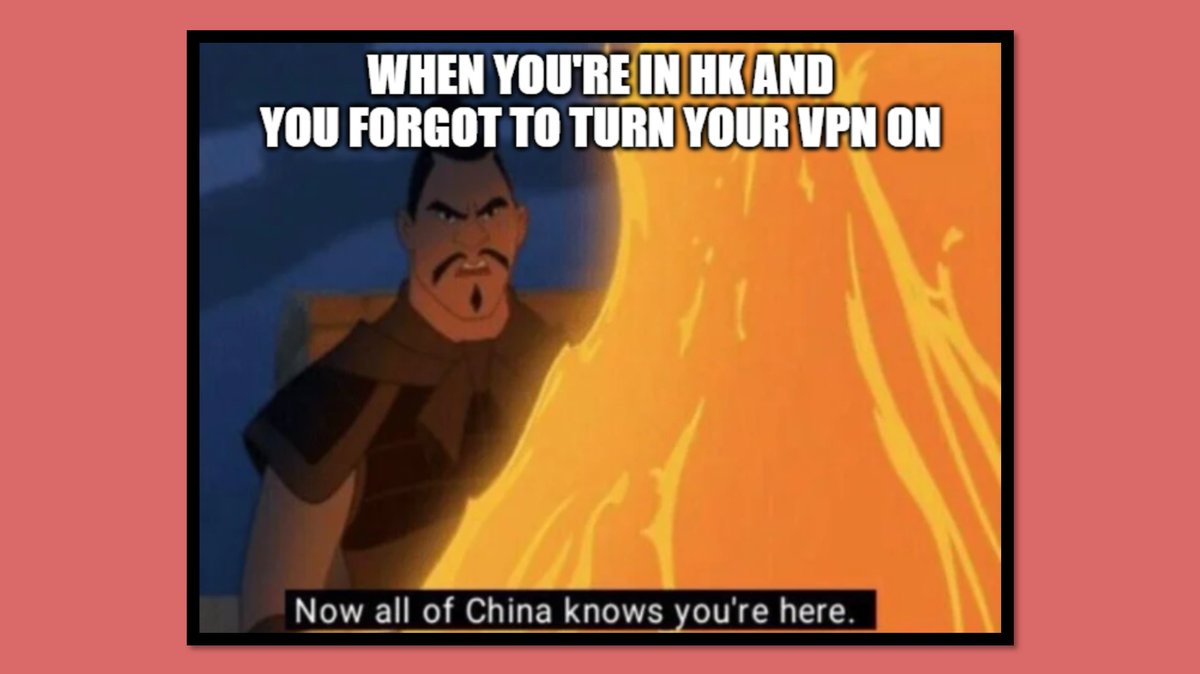 WHEN YOU'RE IN HK AND
YOU FORGOT TO TURN YOUR VPN ON
Now all of China knows you're here.